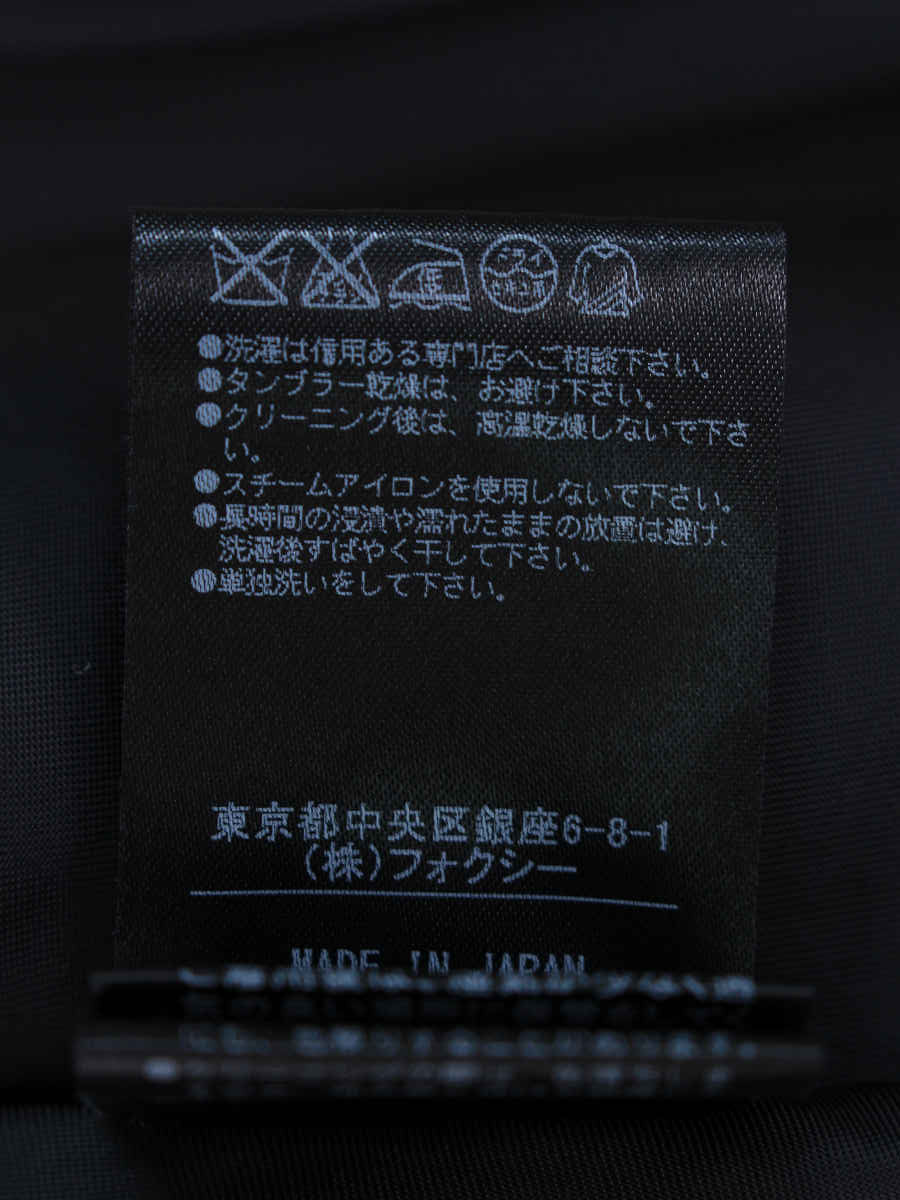 低
ドライ
セキユ系
●洗濯は信用ある専門店へご相談下さい。
●タンブラー乾燥は、お避け下さい。
●クリーニング後は、高温乾燥しないで下さ
い。
●スチームアイロンを使用しないで下さい。
●長時間の浸漬や濡れたままの放置は避け、
洗濯後すばやく干して下さい。
●単独洗いをして下さい。
東京都中央区銀座6-8-1
(株)フォクシー
MADE IN JAPAN